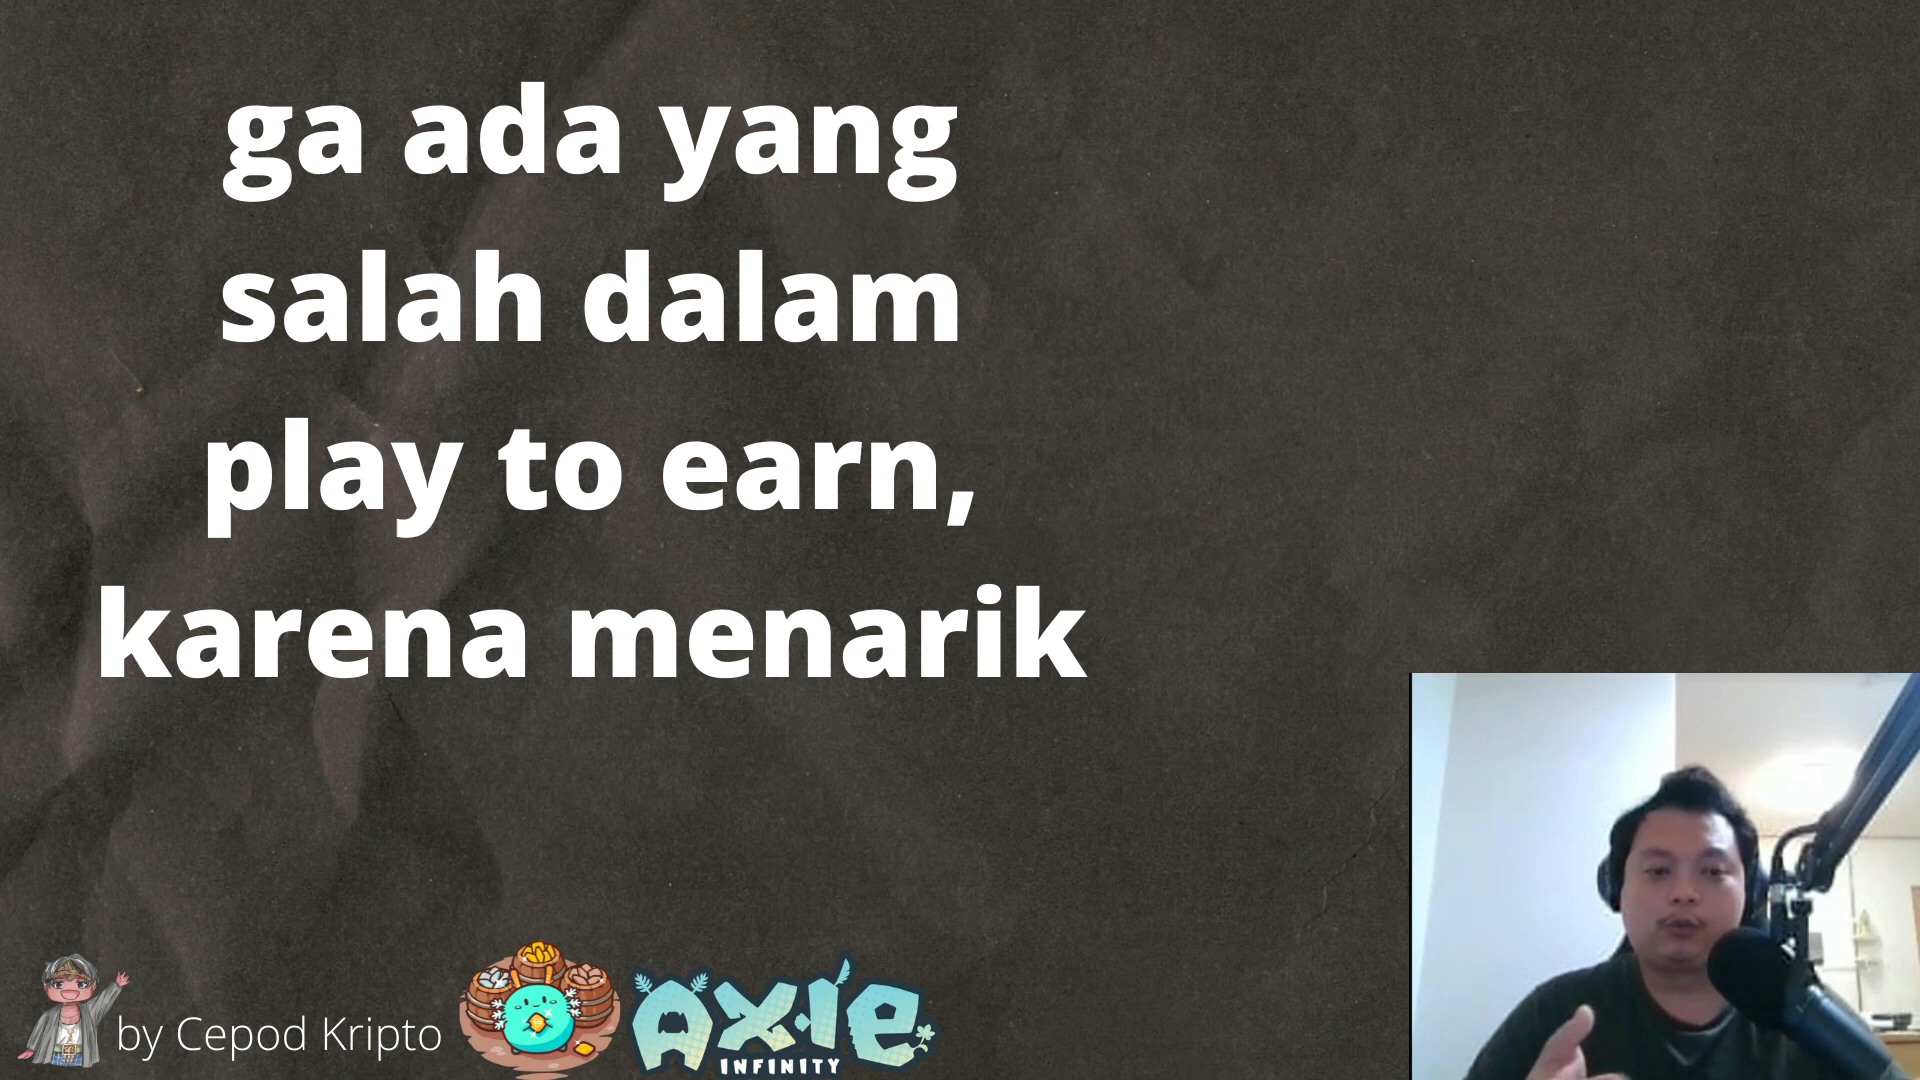 ga ada yang
salah dalam
play to earn,
karena menarik
by Cepod Kripto
AXIE
INFINITY